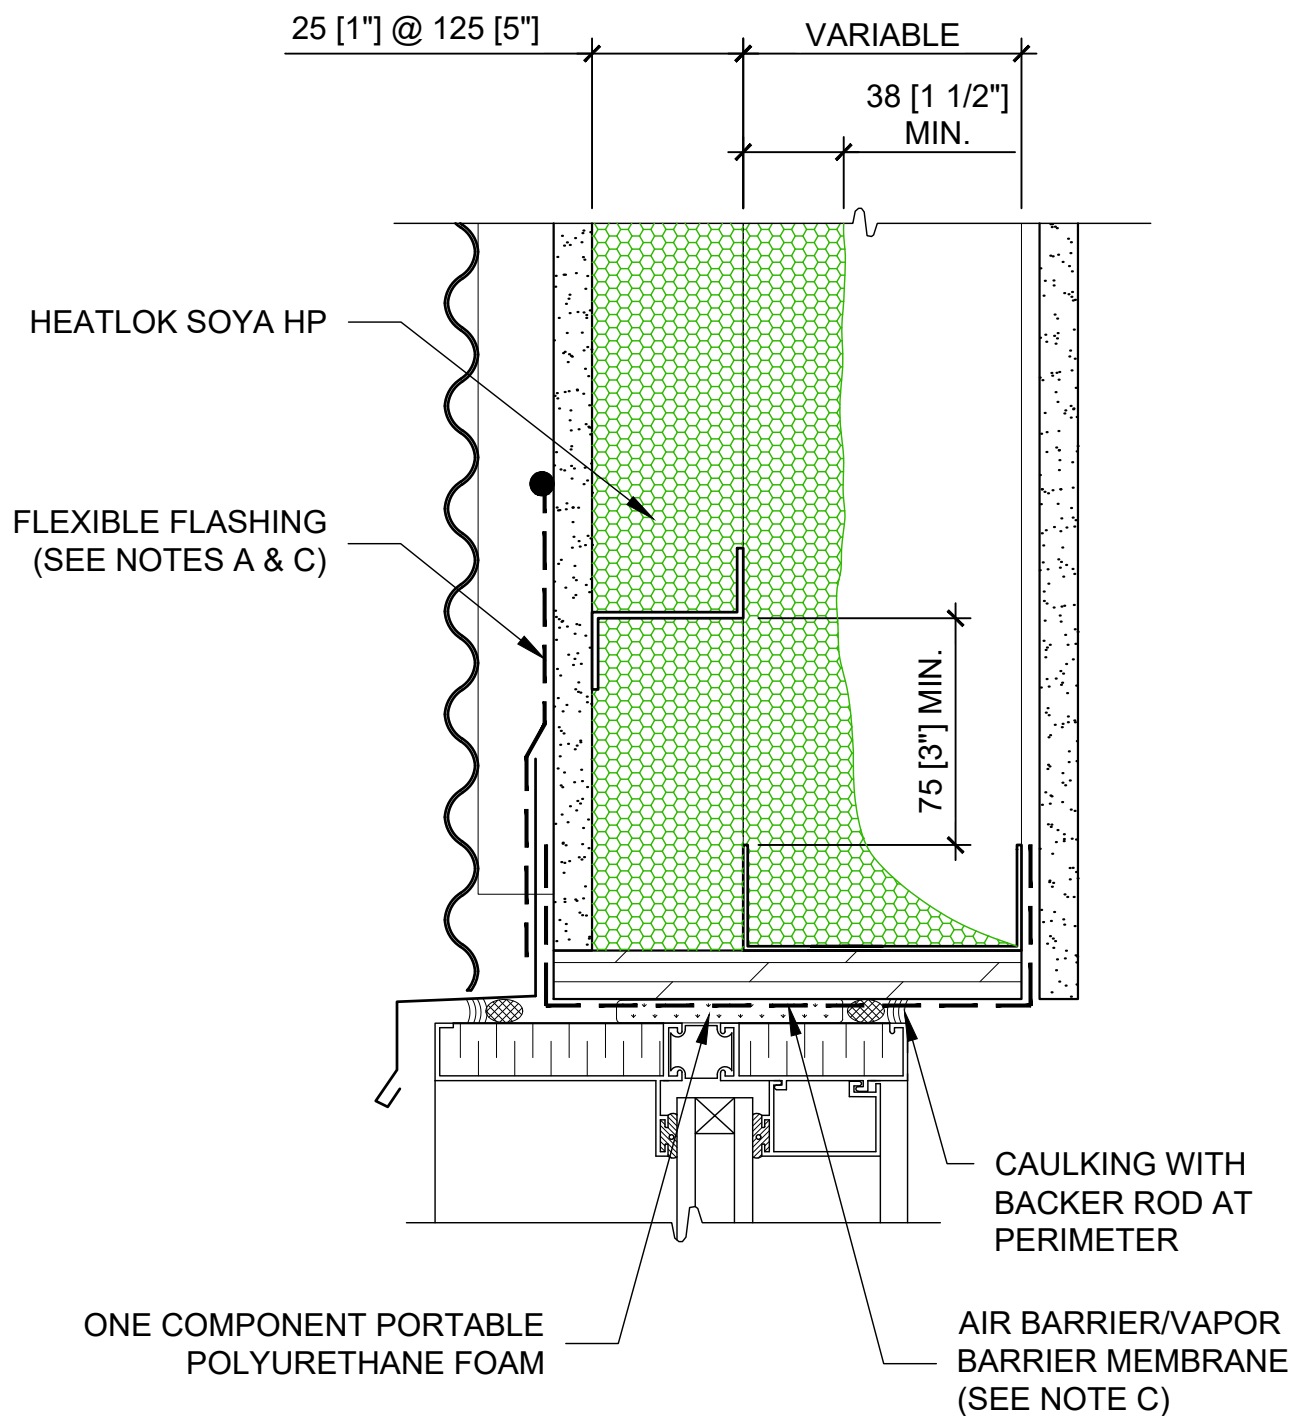 25 [1"] @ 125 [5"]
VARIABLE
38 [1 1/2"]
MIN.
HEATLOK SOYA HP
FLEXIBLE FLASHING
(SEE NOTES A & C)
75 [3"] MIN.
CAULKING WITH
BACKER ROD AT
PERIMETER
ONE COMPONENT PORTABLE
POLYURETHANE FOAM
AIR BARRIER/VAPOR
BARRIER MEMBRANE
(SEE NOTE C)